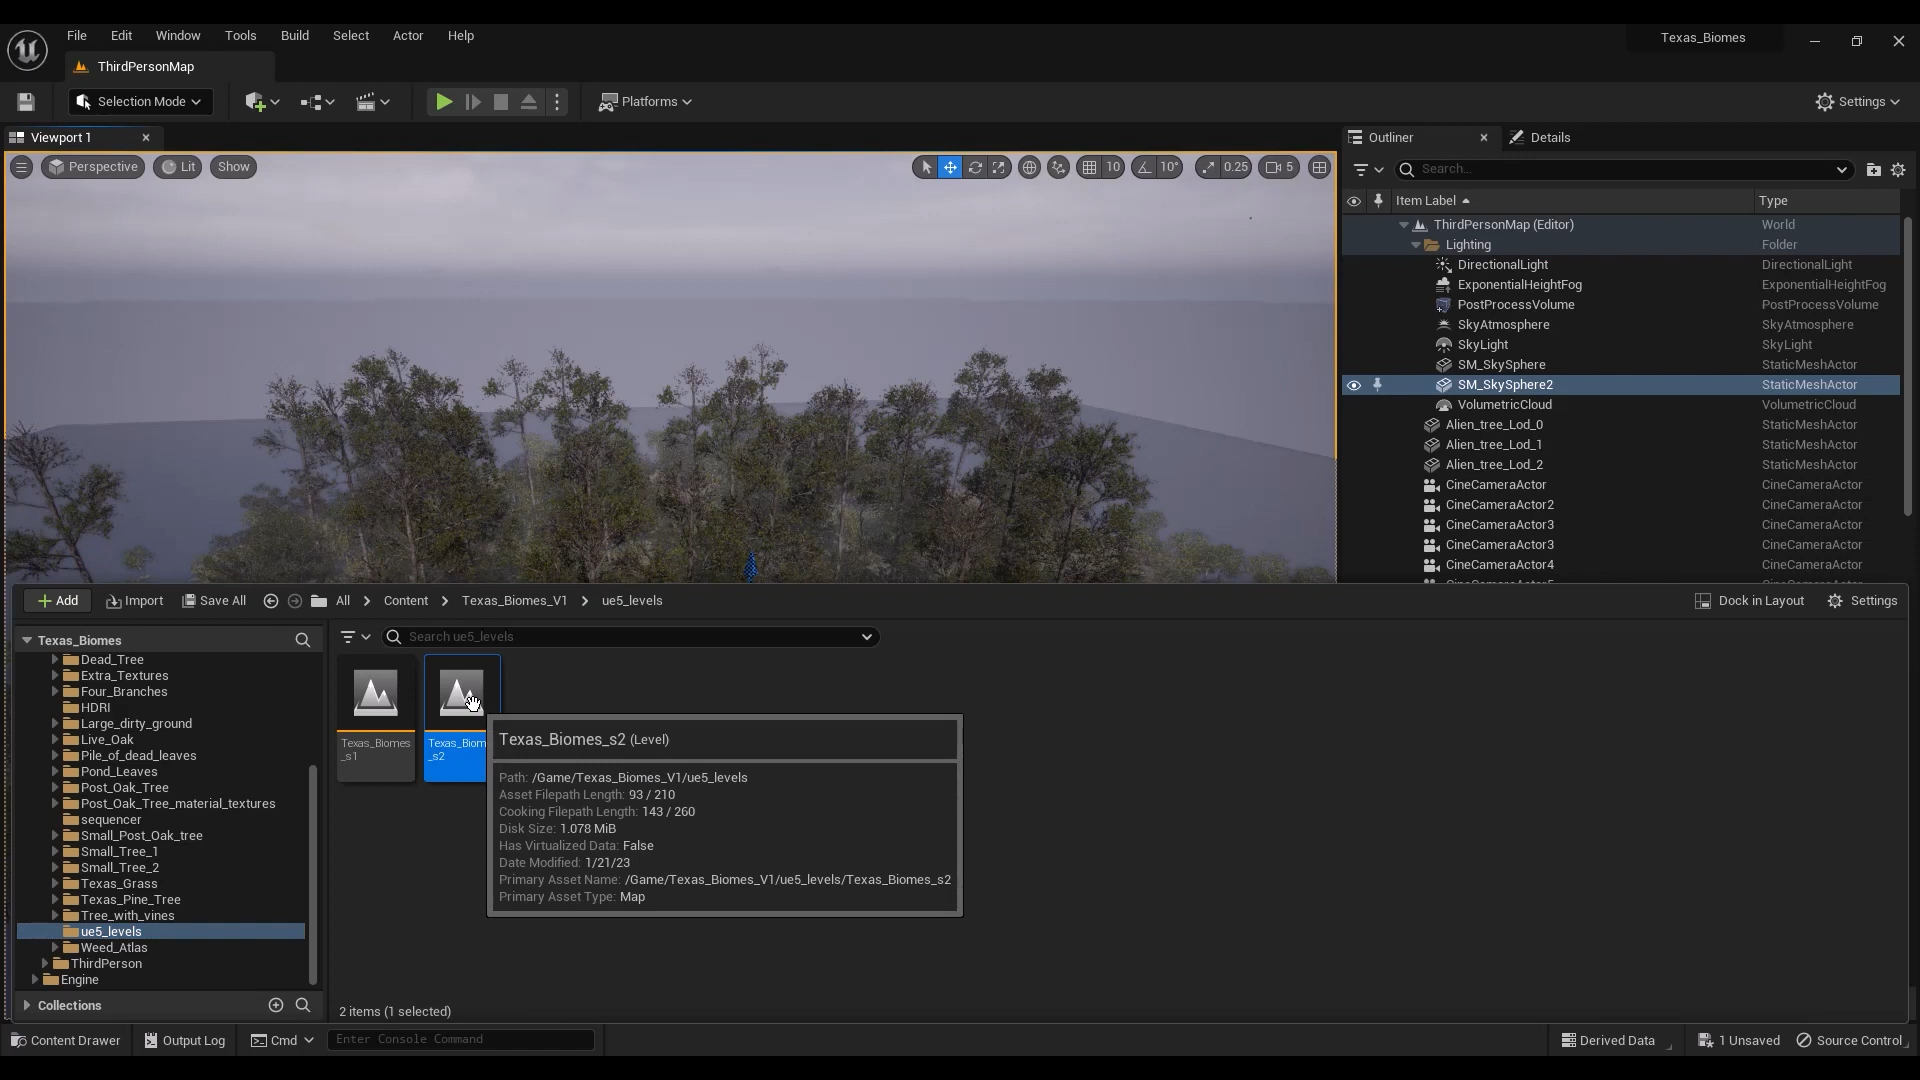 File Edit Window Tools Build Select Actor Help
Texas_Biomes
ThirdPersonMap
Selection Mode
Platforms
Settings
Viewport 1
Outliner
Details
Perspective Lit Show
10 10° 0.25 5
Search...
Item Label Type
ThirdPersonMap (Editor) World
Lighting Folder
DirectionalLight DirectionalLight
ExponentialHeightFog ExponentialHeightFog
PostProcessVolume PostProcessVolume
SkyAtmosphere SkyAtmosphere
SkyLight SkyLight
SM_SkySphere StaticMeshActor
SM_SkySphere2 StaticMeshActor
VolumetricCloud VolumetricCloud
Alien_tree_Lod_0 StaticMeshActor
Alien_tree_Lod_1 StaticMeshActor
Alien_tree_Lod_2 StaticMeshActor
CineCameraActor CineCameraActor
CineCameraActor2 CineCameraActor
CineCameraActor3 CineCameraActor
CineCameraActor3 CineCameraActor
CineCameraActor4 CineCameraActor
Add Import Save All All > Content > Texas_Biomes_V1 > ue5_levels Dock in Layout Settings
Texas_Biomes
Search ue5_levels
Dead_Tree
Extra_Textures
Four_Branches
HDRI
Large_dirty_ground
Live_Oak
Pile_of_dead_leaves
Pond_Leaves
Post_Oak_Tree
Post_Oak_Tree_material_textures
sequencer
Small_Post_Oak_tree
Small_Tree_1
Small_Tree_2
Texas_Grass
Texas_Pine_Tree
Tree_with_vines
ue5_levels
Weed_Atlas
ThirdPerson
Engine
Collections
Texas_Biomes
_s1
Texas_Biom
_s2
Texas_Biomes_s2 (Level)
Path: /Game/Texas_Biomes_V1/ue5_levels
Asset Filepath Length: 93 / 210
Cooking Filepath Length: 143 / 260
Disk Size: 1.078 MiB
Has Virtualized Data: False
Date Modified: 1/21/23
Primary Asset Name: /Game/Texas_Biomes_V1/ue5_levels/Texas_Biomes_s2
Primary Asset Type: Map
2 items (1 selected)
Content Drawer Output Log Cmd Enter Console Command Derived Data 1 Unsaved Source Control